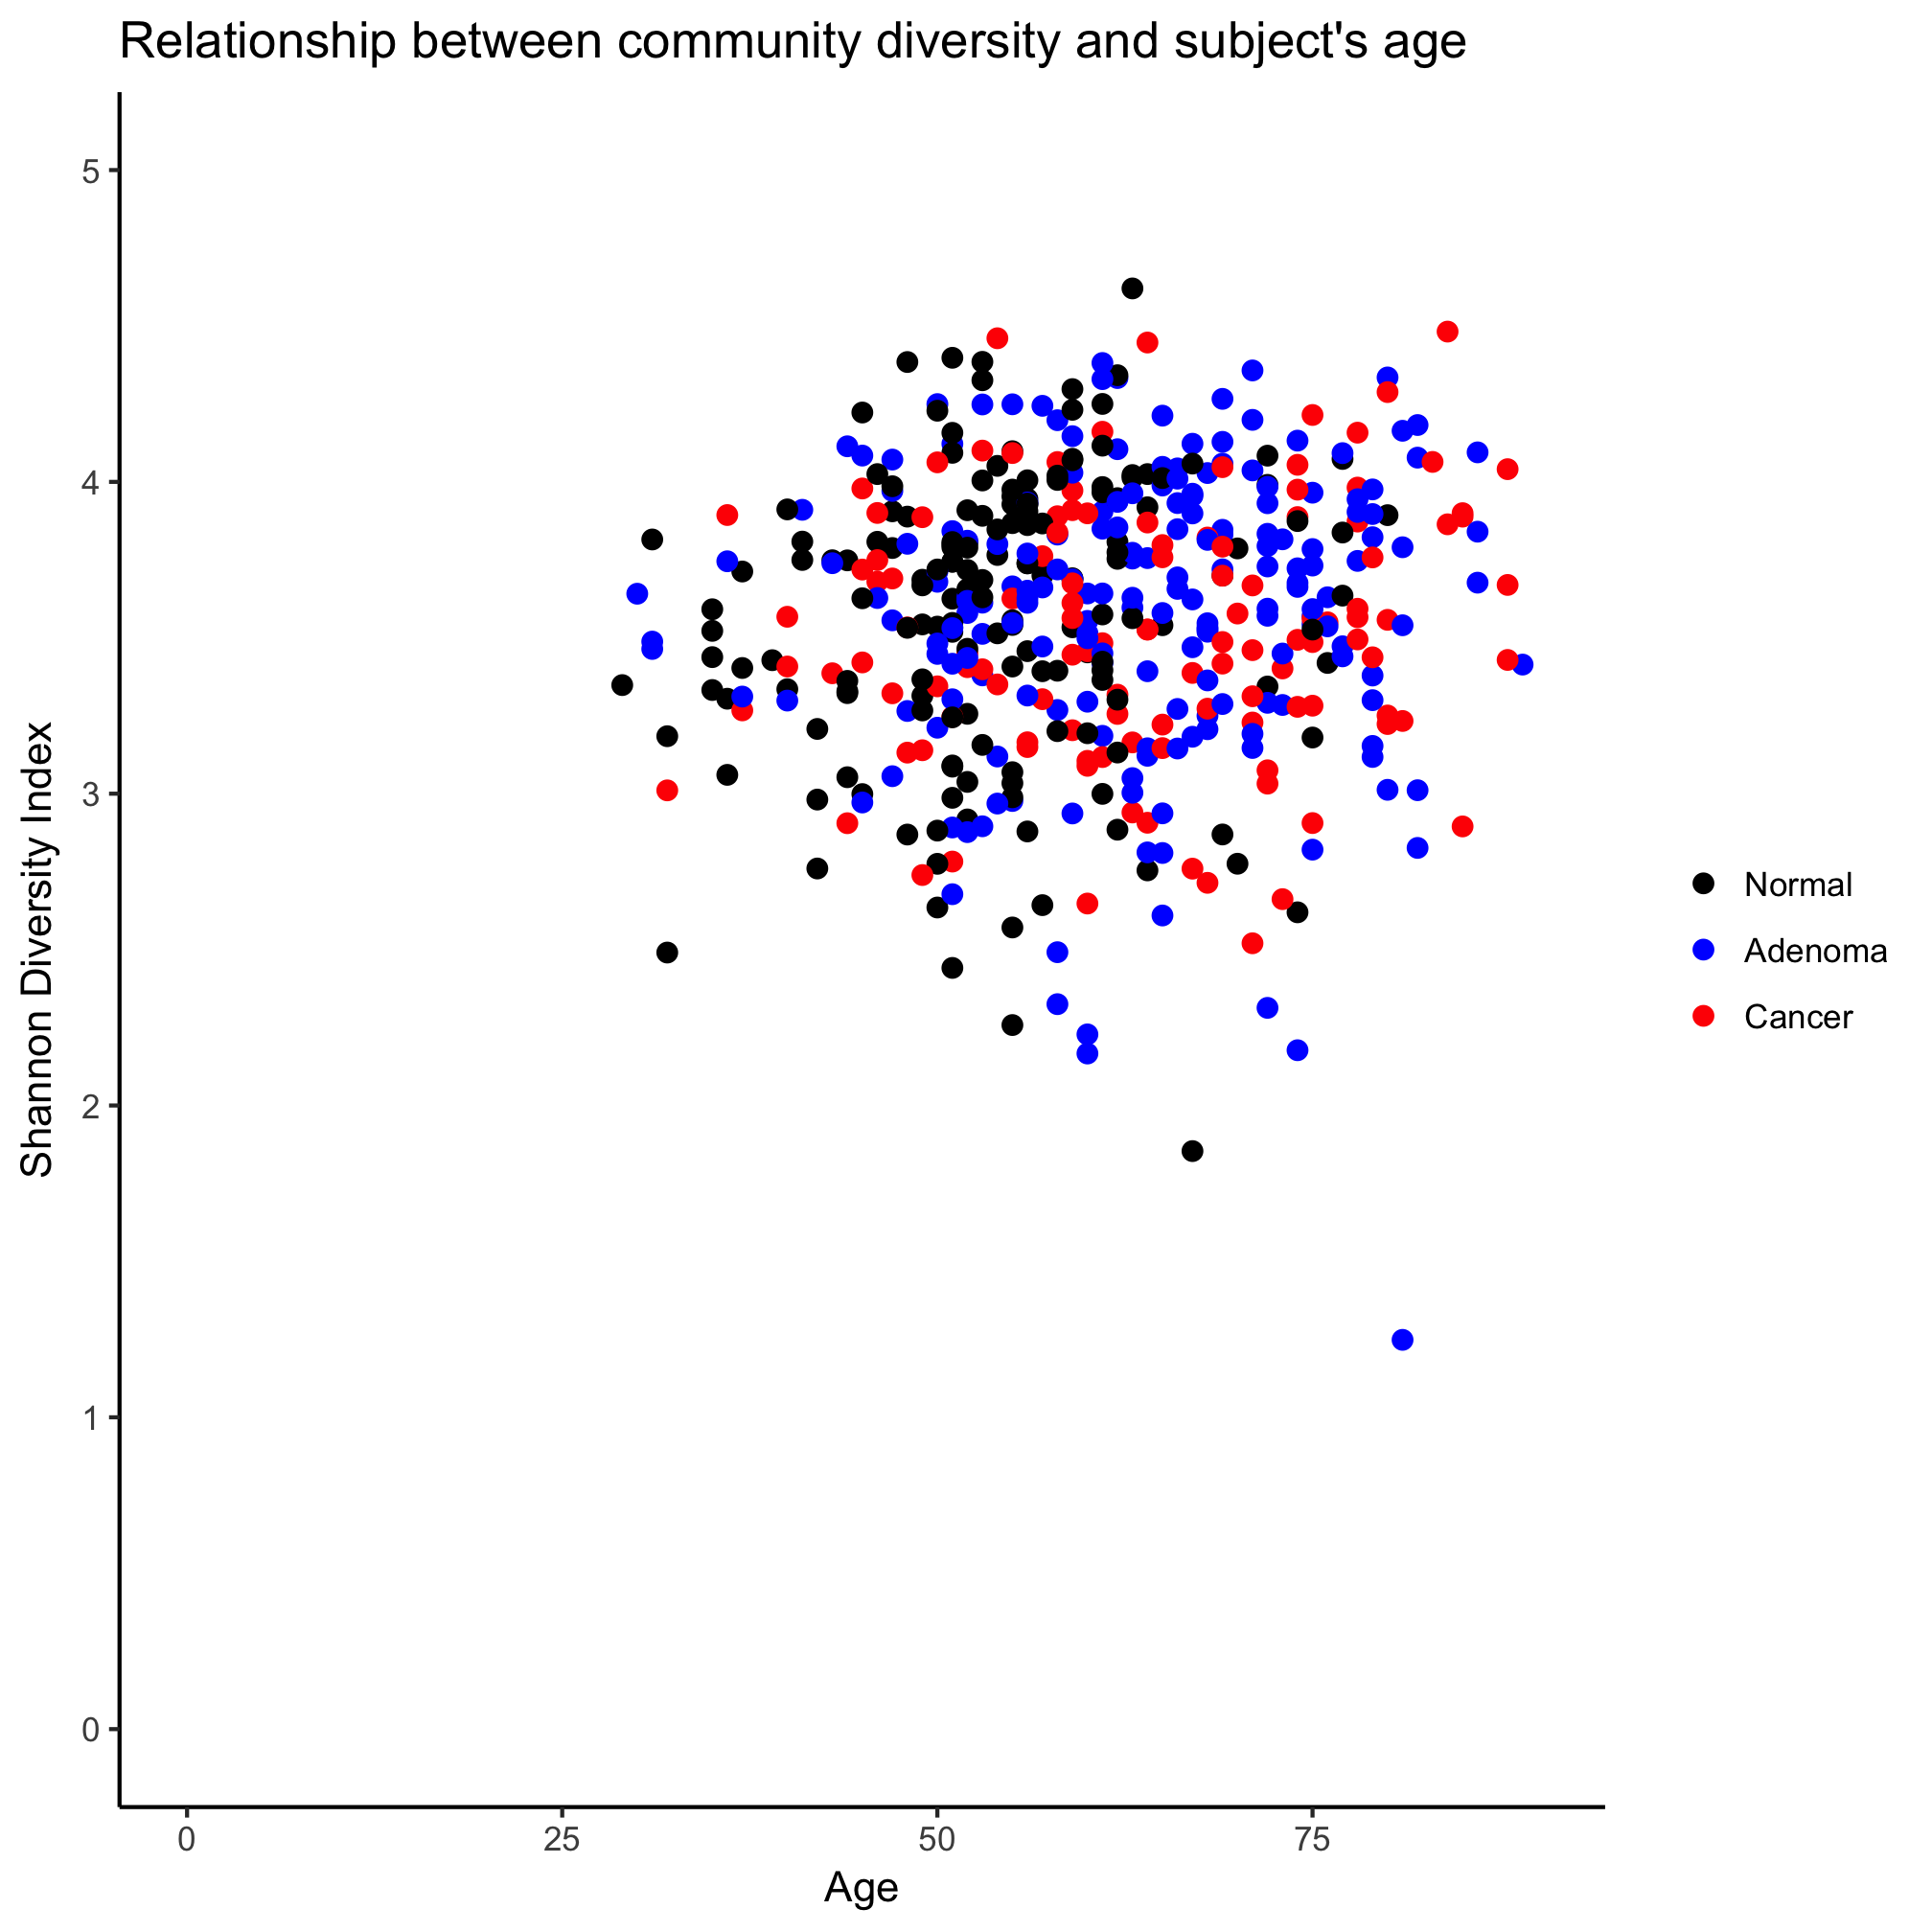 Relationship between community diversity and subject's age
Shannon Diversity Index
5
4
3
2
1
0
0 25 50 75
Age
Normal
Adenoma
Cancer